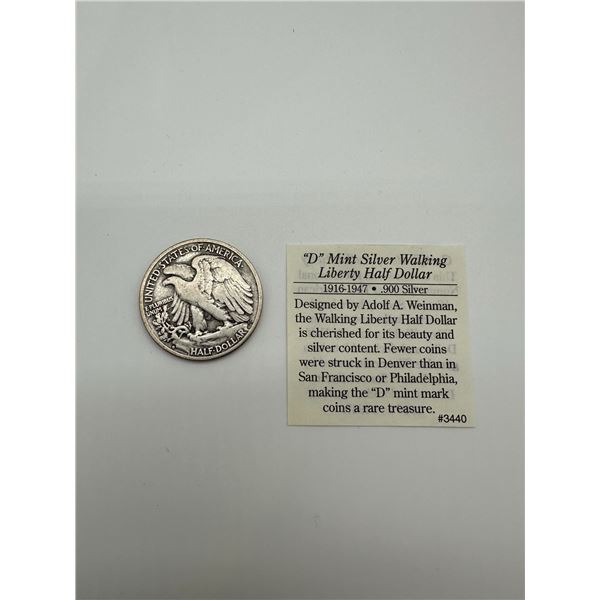 UNITED STATES OF AMERICA
HALF DOLLAR
"D" Mint Silver Walking
Liberty Half Dollar
1916-1947 • .900 Silver
Designed by Adolf A. Weinman,
the Walking Liberty Half Dollar
is cherished for its beauty and
silver content. Fewer coins
were struck in Denver than in
San Francisco or Philadelphia,
making the "D" mint mark
coins a rare treasure.
#3440